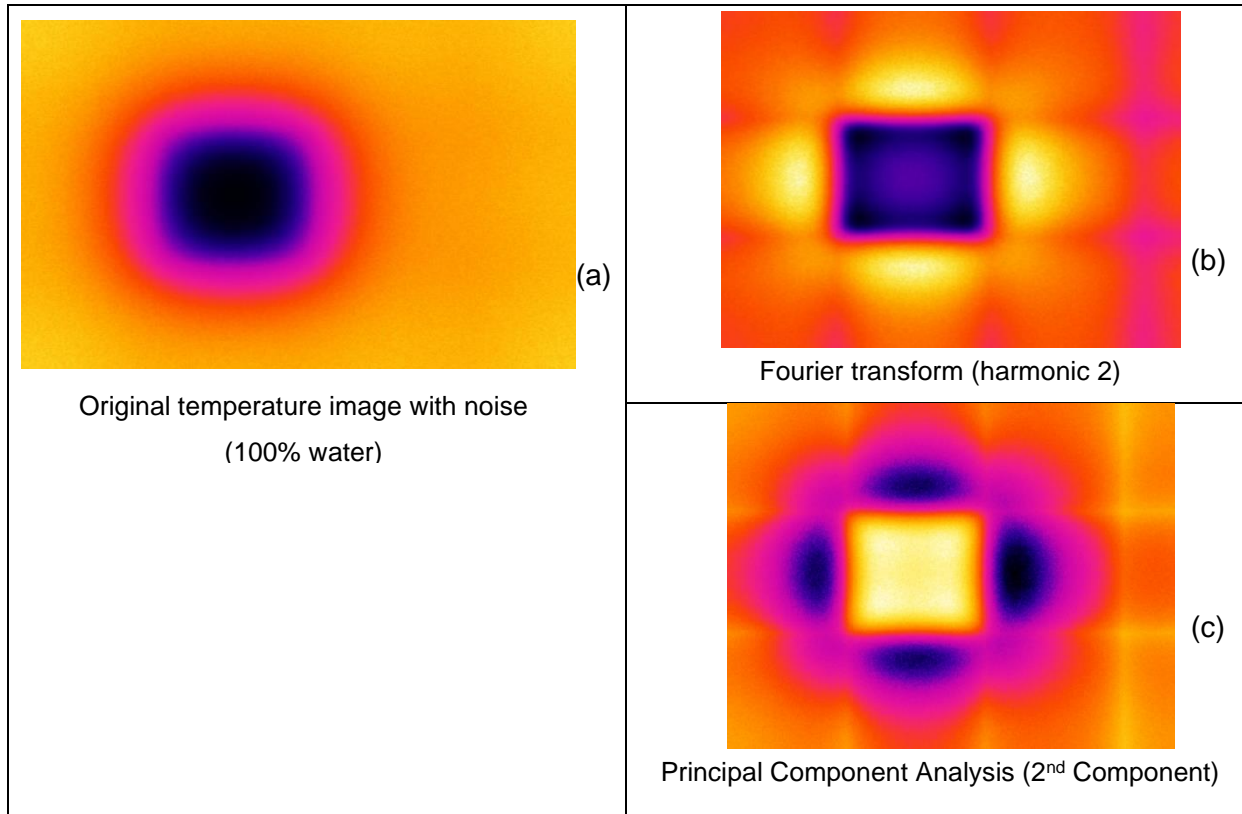 (a)
Original temperature image with noise
(100% water)
(b)
Fourier transform (harmonic 2)
(c)
Principal Component Analysis (2nd Component)